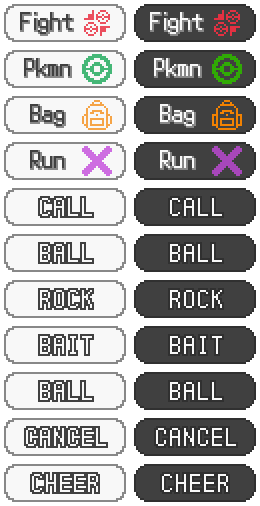 Fight Fight
Pkmn Pkmn
Bag Bag
Run Run
CALL CALL
BALL BALL
ROCK ROCK
BAIT BAIT
BALL BALL
CANCEL CANCEL
CHEER CHEER